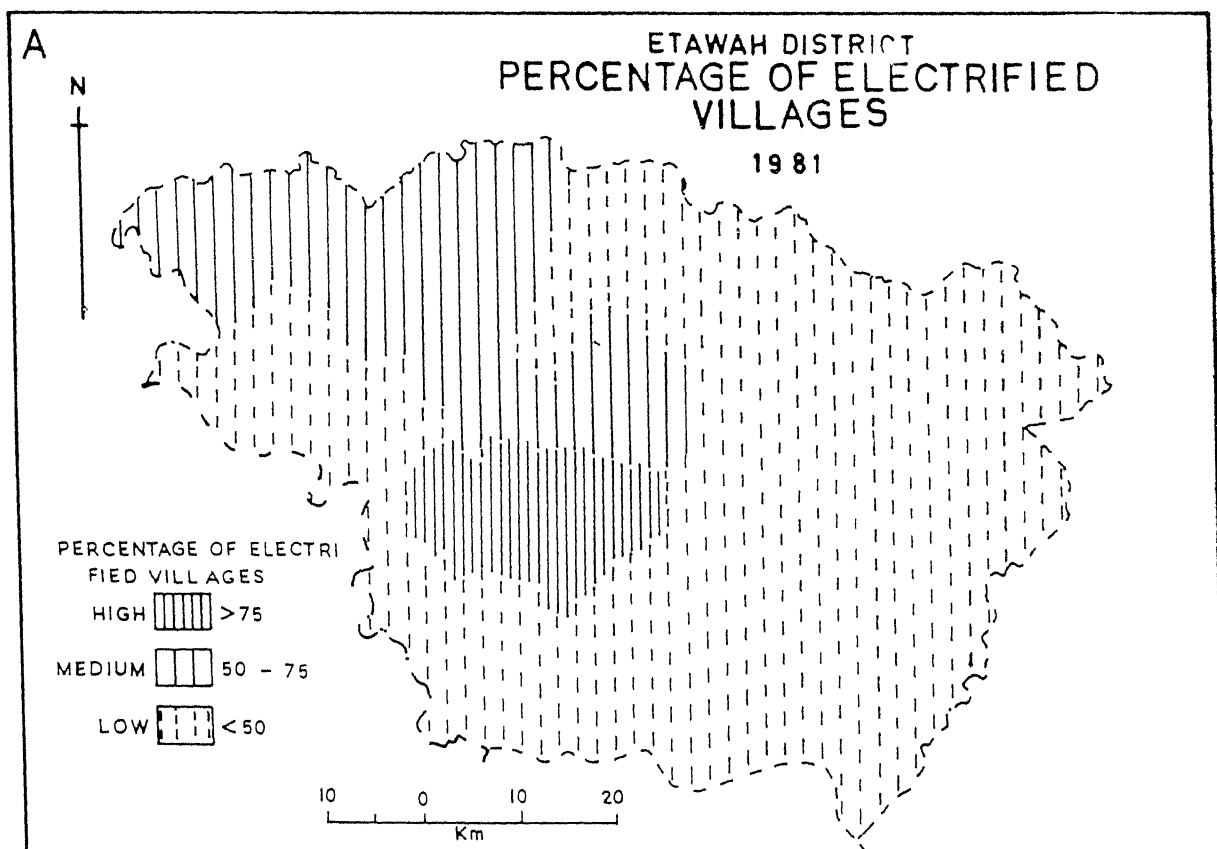 A
N
ETAWAH DISTRICT
PERCENTAGE OF ELECTRIFIED
VILLAGES
1981
PERCENTAGE OF ELECTRI
FIED VILLAGES
HIGH >75
MEDIUM 50 - 75
LOW <50
10 0 10 20
Km